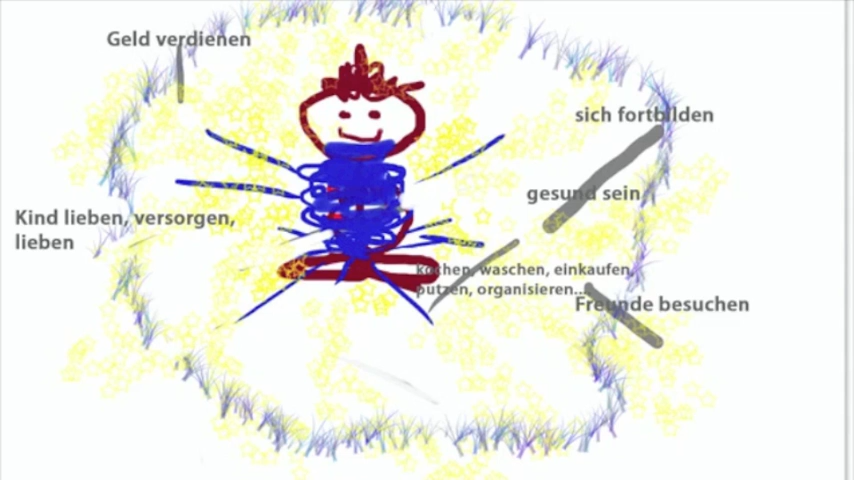 Geld verdienen
sich fortbilden
gesund sein
Kind lieben, versorgen,
lieben
kochen, waschen, einkaufen,
putzen, organisieren...
Freunde besuchen